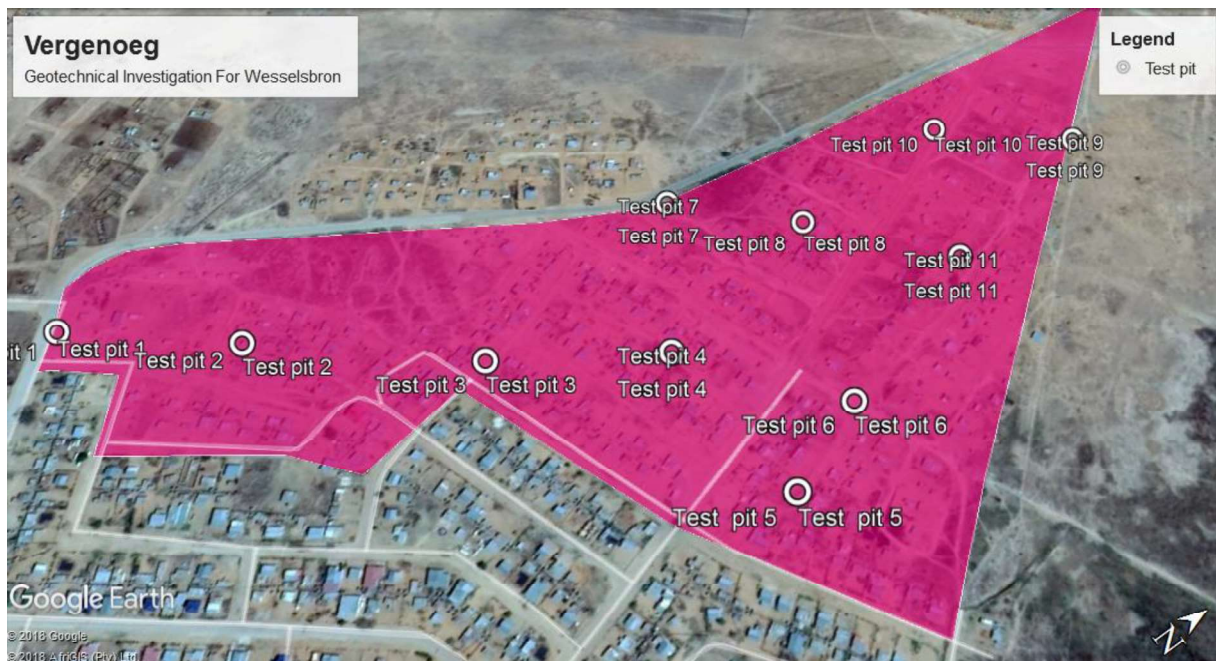 Vergenoeg
Geotechnical Investigation For Wesselsbron
Legend
Test pit
Test pit 10 Test pit 10
Test pit 9
Test pit 9
Test pit 7
Test pit 7
Test pit 8 Test pit 8
Test pit 11
Test pit 11
pit 1 Test pit 1
Test pit 2 Test pit 2
Test pit 3 Test pit 3
Test pit 4
Test pit 4
Test pit 6 Test pit 6
Test pit 5 Test pit 5
Google Earth
© 2018 Google
© 2018 AfriGIS (Pty) Ltd.
N